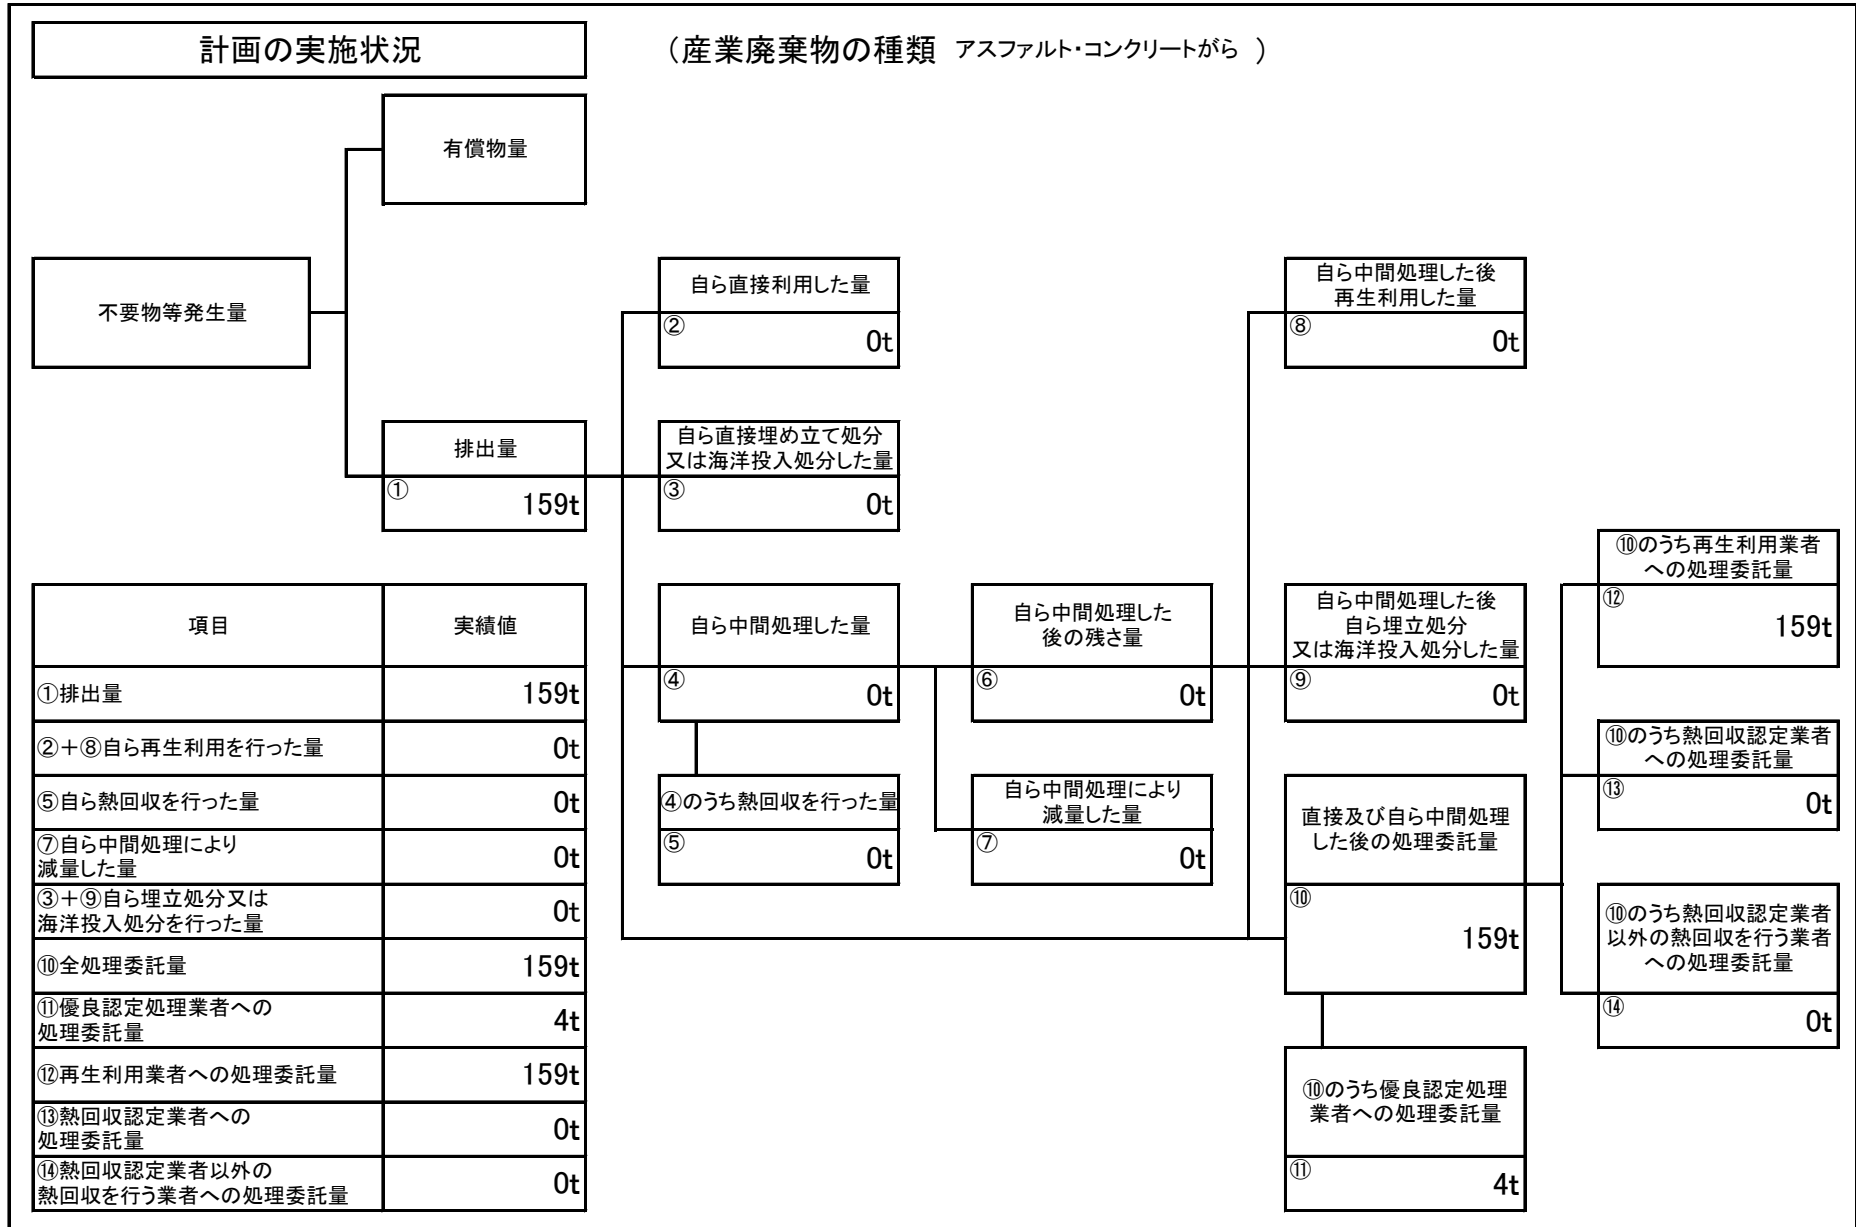 計画の実施状況
（産業廃棄物の種類 アスファルト・コンクリートがら ）
有償物量
不要物等発生量
自ら直接利用した量
②
0t
自ら中間処理した後
再生利用した量
⑧
0t
排出量
①
159t
自ら直接埋め立て処分
又は海洋投入処分した量
③
0t
⑩のうち再生利用業者
への処理委託量
⑫
159t
自ら中間処理した量
④
0t
自ら中間処理した
後の残さ量
⑥
0t
自ら中間処理した後
自ら埋立処分
又は海洋投入処分した量
⑨
0t
⑩のうち熱回収認定業者
への処理委託量
⑬
0t
④のうち熱回収を行った量
⑤
0t
自ら中間処理により
減量した量
⑦
0t
直接及び自ら中間処理
した後の処理委託量
⑩
159t
⑩のうち熱回収認定業者
以外の熱回収を行う業者
への処理委託量
⑭
0t
⑩のうち優良認定処理
業者への処理委託量
⑪
4t
項目 実績値
①排出量 159t
②＋⑧自ら再生利用を行った量 0t
⑤自ら熱回収を行った量 0t
⑦自ら中間処理により
減量した量 0t
③＋⑨自ら埋立処分又は
海洋投入処分を行った量 0t
⑩全処理委託量 159t
⑪優良認定処理業者への
処理委託量 4t
⑫再生利用業者への処理委託量 159t
⑬熱回収認定業者への
処理委託量 0t
⑭熱回収認定業者以外の
熱回収を行う業者への処理委託量 0t